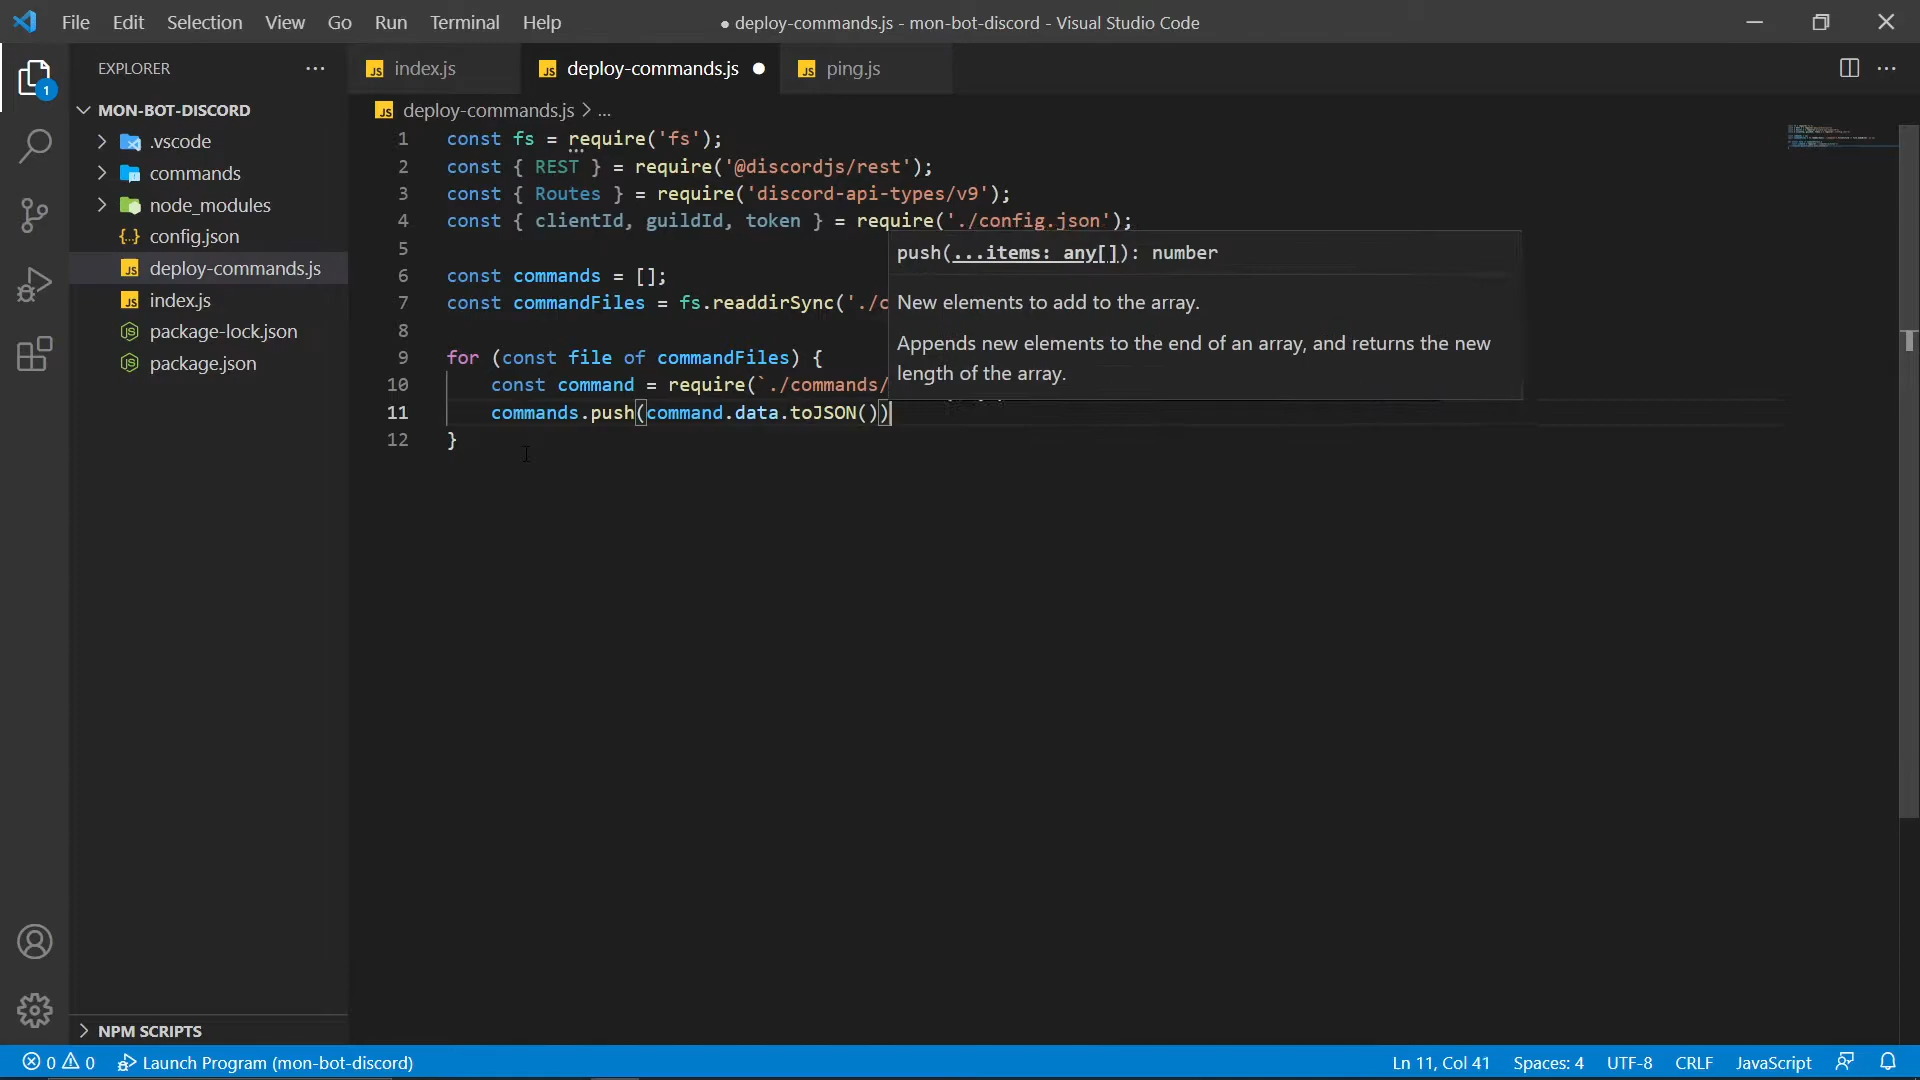 File Edit Selection View Go Run Terminal Help
● deploy-commands.js - mon-bot-discord - Visual Studio Code
EXPLORER
index.js
deploy-commands.js
ping.js
1
MON-BOT-DISCORD
.vscode
commands
node_modules
config.json
deploy-commands.js
index.js
package-lock.json
package.json
NPM SCRIPTS
deploy-commands.js > ...
1 const fs = require('fs');
2 const { REST } = require('@discordjs/rest');
3 const { Routes } = require('discord-api-types/v9');
4 const { clientId, guildId, token } = require('./config.json');
5
6 const commands = [];
7 const commandFiles = fs.readdirSync('./c
8
9 for (const file of commandFiles) {
10 const command = require(`./commands/
11 commands.push(command.data.toJSON())
12 }
push(...items: any[]): number
New elements to add to the array.
Appends new elements to the end of an array, and returns the new
length of the array.
0 0 Launch Program (mon-bot-discord)
Ln 11, Col 41 Spaces: 4 UTF-8 CRLF JavaScript